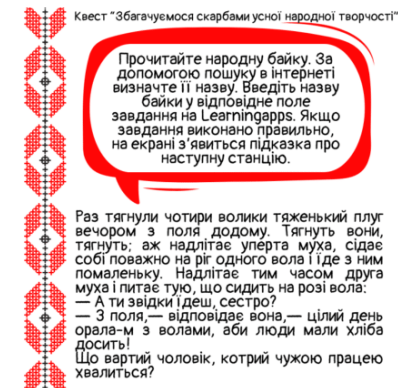 Квест "Збагачуємося скарбами усної народної творчості"
Прочитайте народну байку. За
допомогою пошуку в інтернеті
визначте її назву. Введіть назву
байки у відповідне поле
завдання на Learningapps. Якщо
завдання виконано правильно,
на екрані з’явиться підказка про
наступну станцію.
Раз тягнули чотири волики тяженький плуг
вечором з поля додому. Тягнуть вони,
тягнуть; аж надлітає уперта муха, сідає
собі поважно на ріг одного вола і їде з ним
помаленьку. Надлітає тим часом друга
муха і питає тую, що сидить на розі вола:
— А ти звідки їдеш, сестро?
— З поля,— відповідає вона,— цілий день
орала-м з волами, аби люди мали хліба
досить!
Що вартий чоловік, котрий чужою працею
хвалиться?